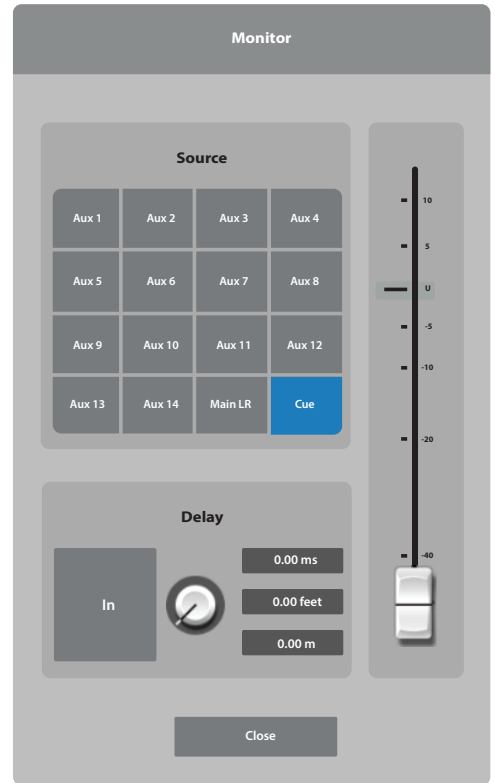 Monitor
Source
Aux 1 Aux 2 Aux 3 Aux 4
Aux 5 Aux 6 Aux 7 Aux 8
Aux 9 Aux 10 Aux 11 Aux 12
Aux 13 Aux 14 Main LR Cue
10
5
U
-5
-10
-20
-40
Delay
In
0.00 ms
0.00 feet
0.00 m
Close